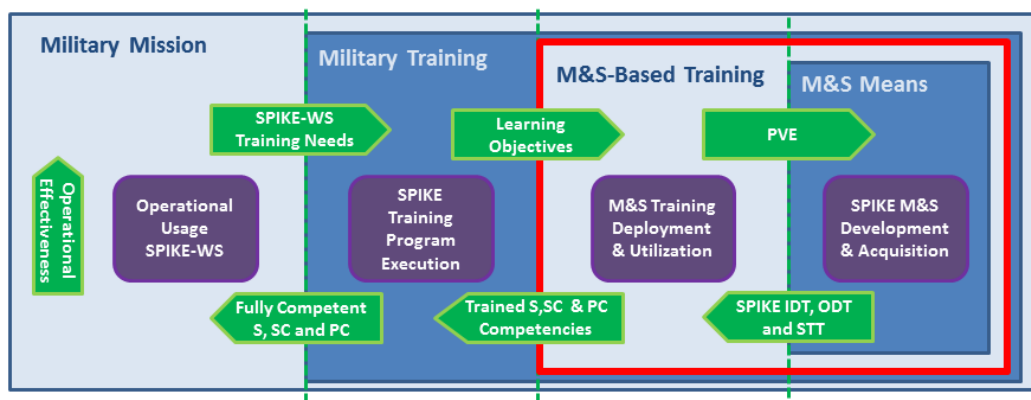 Military Mission
Military Training
M&S-Based Training
M&S Means
SPIKE-WS
Training Needs
Learning
Objectives
PVE
Operational
Effectiveness
Operational
Usage
SPIKE-WS
SPIKE
Training
Program
Execution
M&S Training
Deployment
& Utilization
SPIKE M&S
Development
& Acquisition
Fully Competent
S, SC and PC
Trained S,SC & PC
Competencies
SPIKE IDT, ODT
and STT